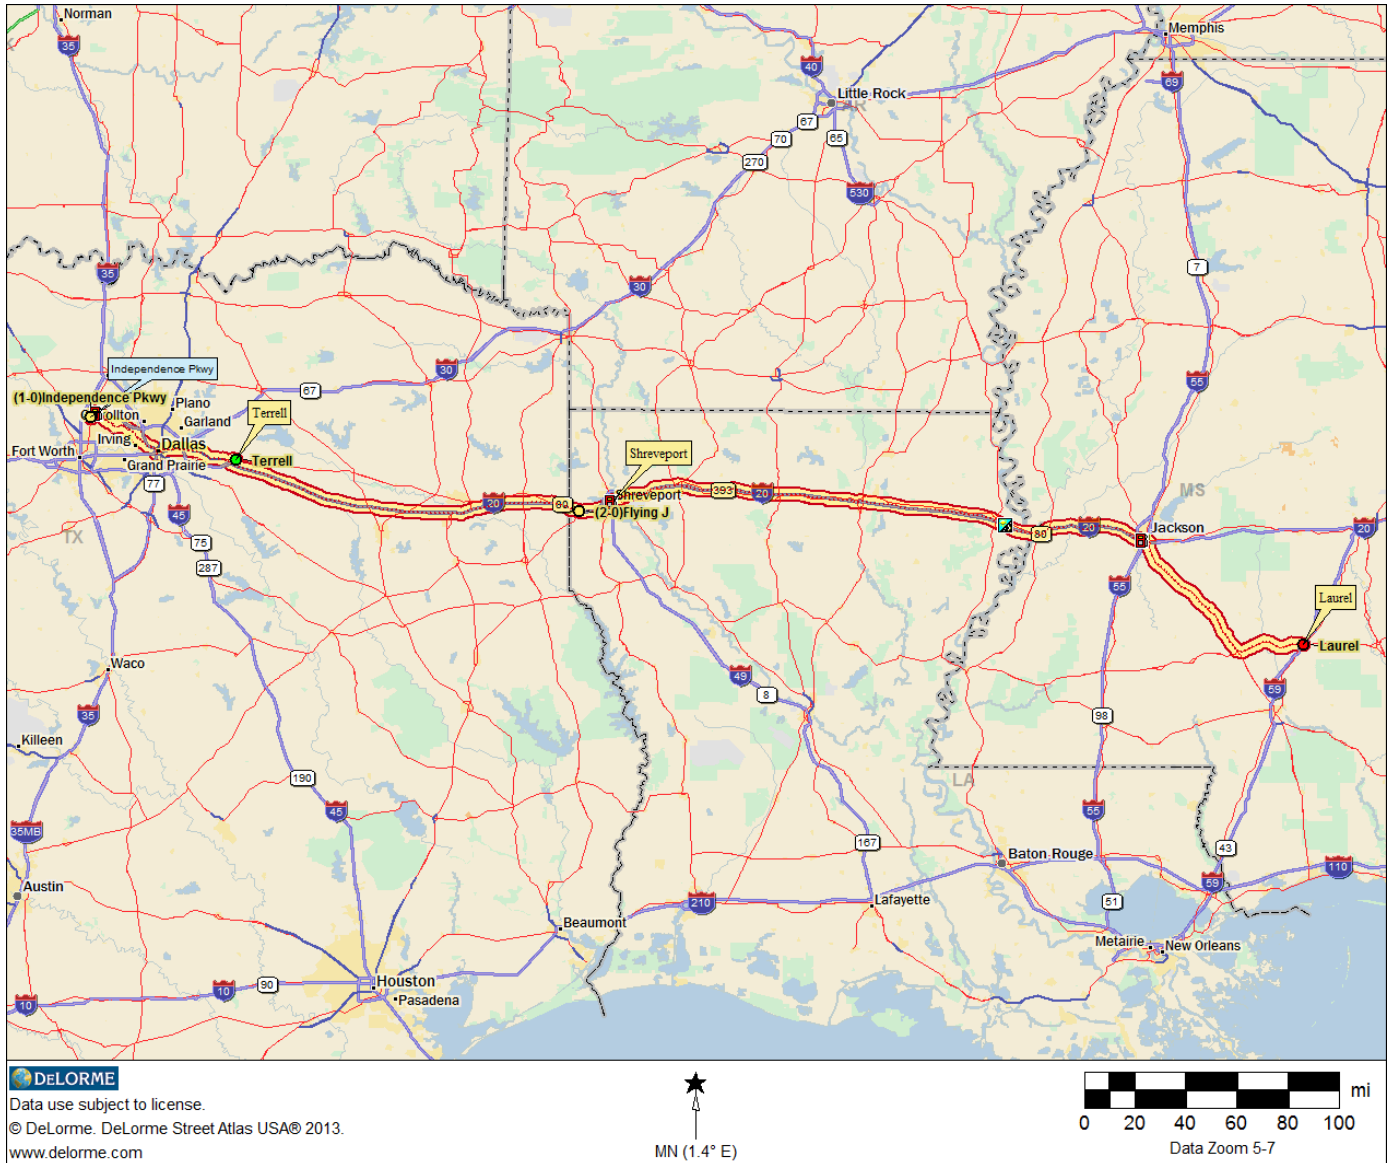 Norman
35
40
Memphis
69
Little Rock
AR
67
70
65
270
530
7
35
30
55
Independence Pkwy
30
67
(1-0)Independence Pkwy
Plano
Garland
Terrell
Irving
Dallas
Fort Worth
Grand Prairie
Terrell
77
45
Shreveport
Shreveport
20
80
(2-0)Flying J
393
20
MS
TX
75
287
80
20
Jackson
20
55
Laurel
Laurel
Waco
49
8
59
35
98
Killeen
LA
190
45
55
35MB
167
43
Baton Rouge
110
Austin
59
210
Lafayette
51
Beaumont
Metairie
New Orleans
Houston
Pasadena
10
10
90
DELORME
Data use subject to license.
© DeLorme. DeLorme Street Atlas USA® 2013.
www.delorme.com
MN (1.4° E)
mi
0 20 40 60 80 100
Data Zoom 5-7